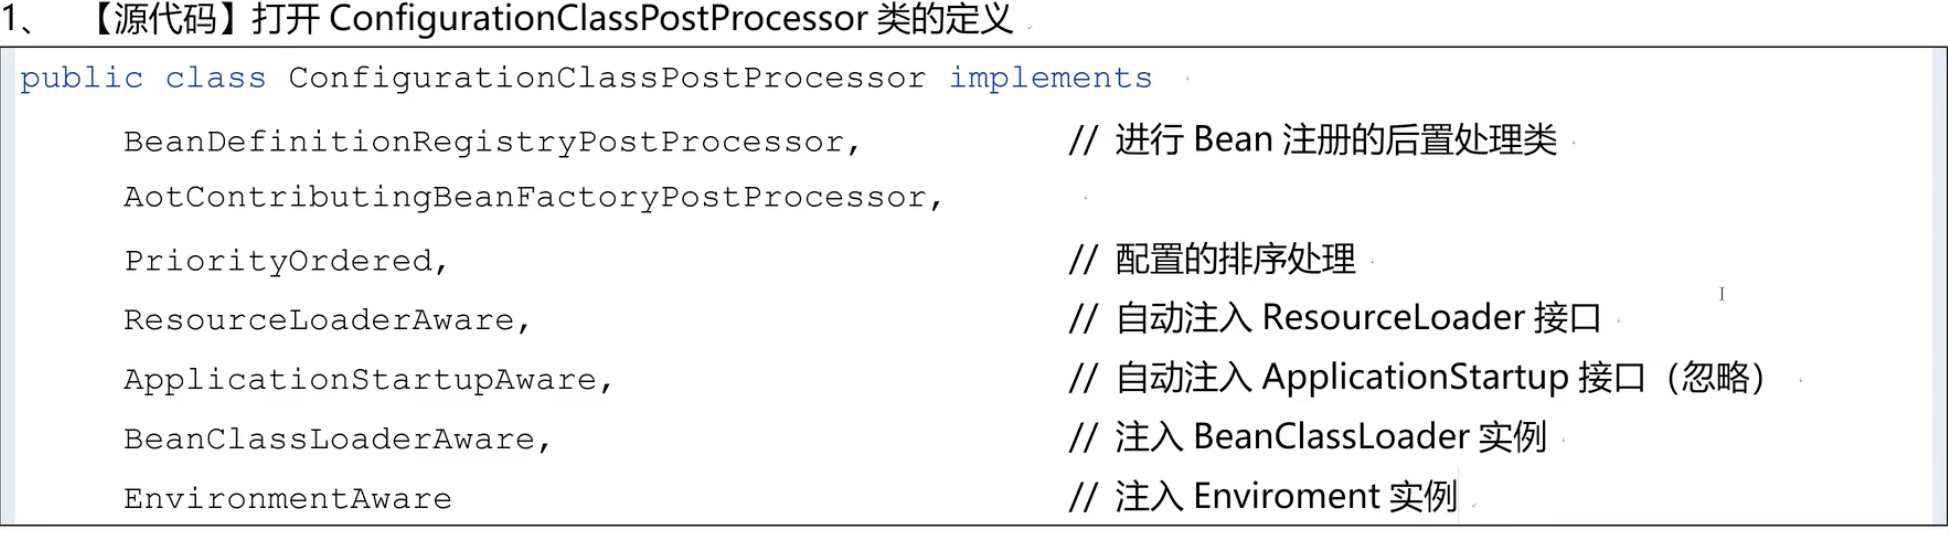 1、 【源代码】打开 ConfigurationClassPostProcessor 类的定义
public class ConfigurationClassPostProcessor implements
BeanDefinitionRegistryPostProcessor, // 进行 Bean 注册的后置处理类
AotContributingBeanFactoryPostProcessor,
PriorityOrdered, // 配置的排序处理
ResourceLoaderAware, // 自动注入 ResourceLoader 接口
ApplicationStartupAware, // 自动注入 ApplicationStartup 接口（忽略）
BeanClassLoaderAware, // 注入 BeanClassLoader 实例
EnvironmentAware // 注入 Enviroment 实例